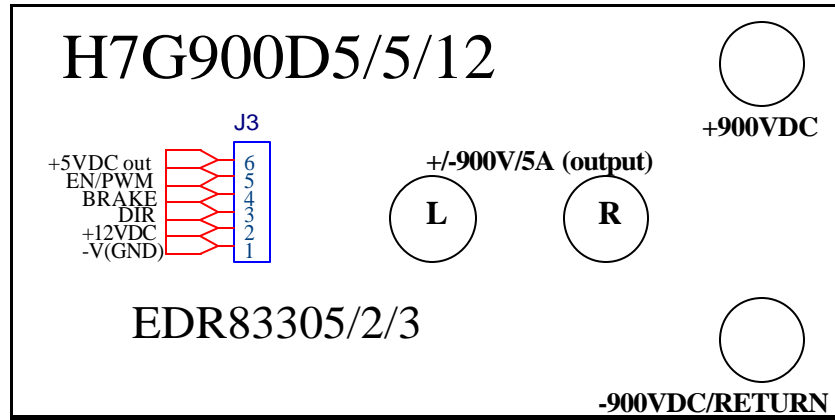 H7G900D5/5/12
+900VDC
J3
+/-900V/5A (output)
+5VDC out 6
EN/PWM 5
BRAKE 4
DIR 3
+12VDC 2
-V(GND) 1
L R
EDR83305/2/3
-900VDC/RETURN